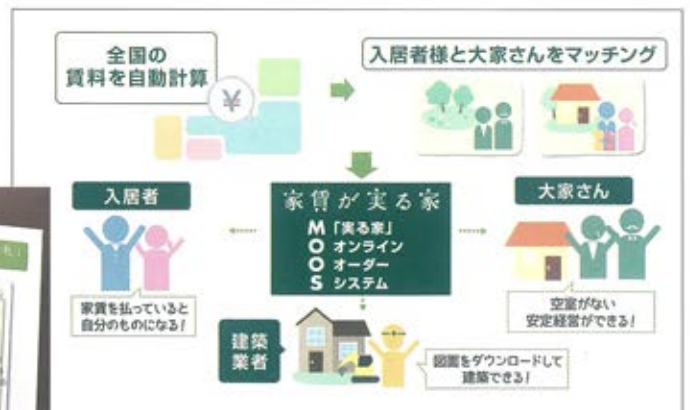 全国の
賃料を自動計算
¥
入居者様と大家さんをマッチング
入居者
家賃が実る家
M「実る家」
O オンライン
O オーダー
S システム
大家さん
家賃を払っていると
自分のものになる!
空室がない
安定経営ができる!
建築
業者
図面をダウンロードして
建築できる!